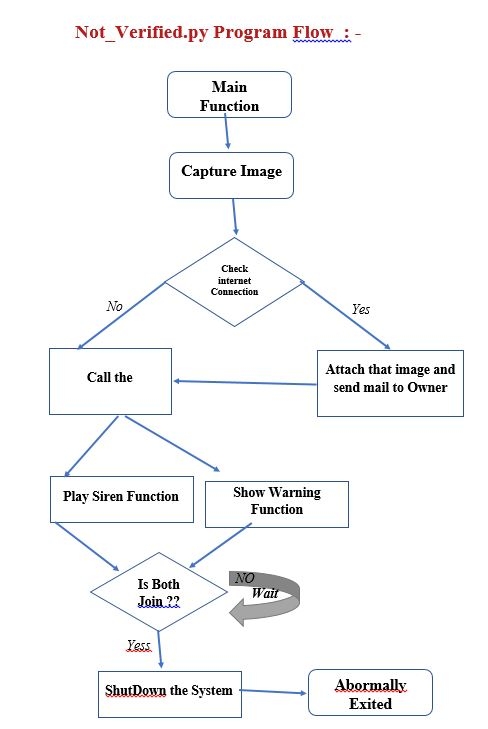 Not_Verified.py Program Flow : -
Main
Function
Capture Image
Check
internet
Connection
No
Yes
Call the
Attach that image and
send mail to Owner
Play Siren Function
Show Warning
Function
Is Both
Join ??
NO
Wait
Yess
ShutDown the System
Abormally
Exited